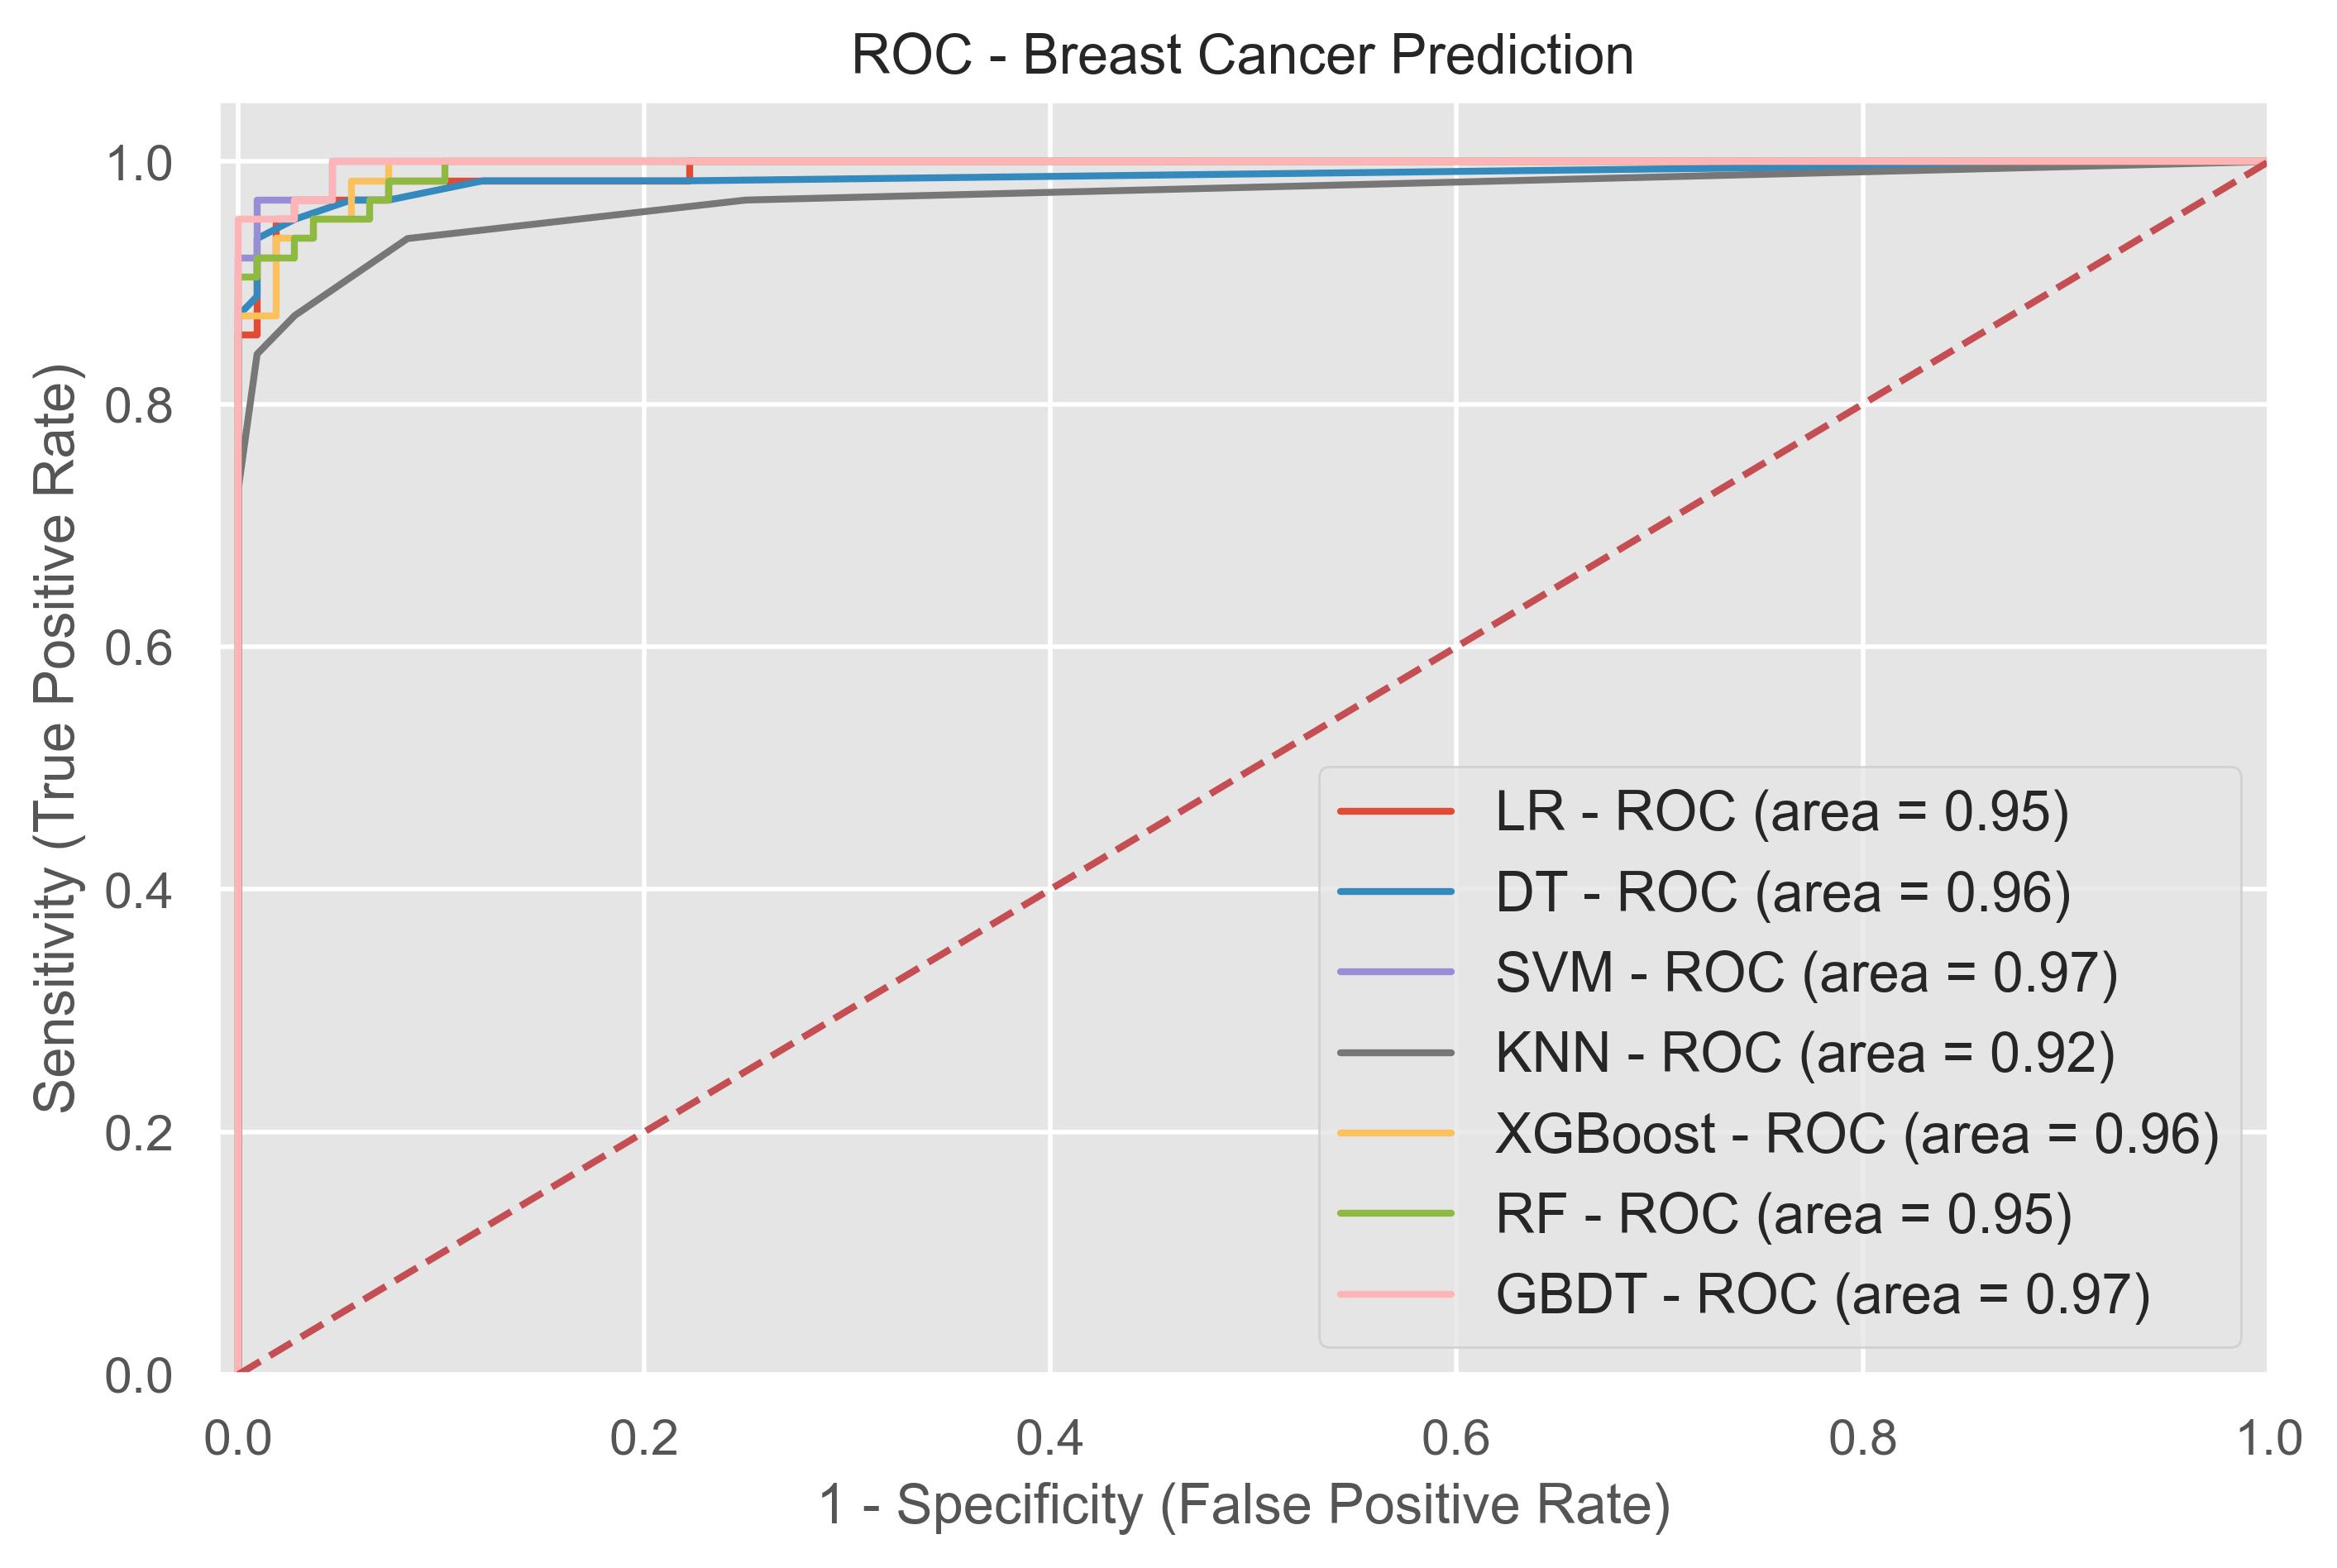 ROC - Breast Cancer Prediction
Sensitivity (True Positive Rate)
1.0
0.8
0.6
0.4
0.2
0.0
LR - ROC (area = 0.95)
DT - ROC (area = 0.96)
SVM - ROC (area = 0.97)
KNN - ROC (area = 0.92)
XGBoost - ROC (area = 0.96)
RF - ROC (area = 0.95)
GBDT - ROC (area = 0.97)
0.0 0.2 0.4 0.6 0.8 1.0
1 - Specificity (False Positive Rate)